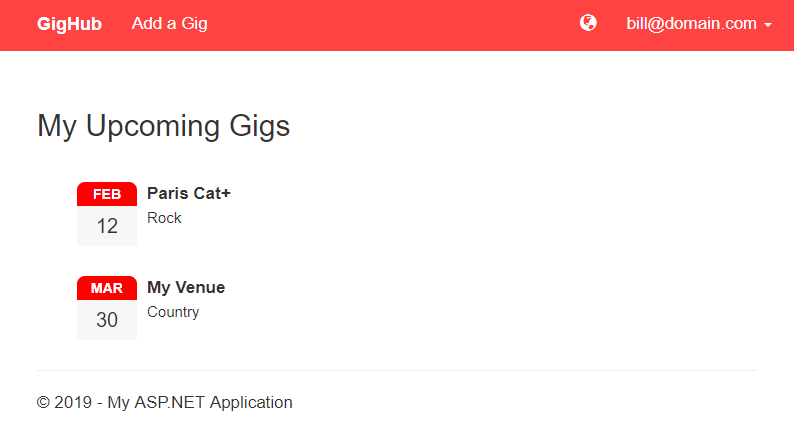 GigHub Add a Gig bill@domain.com
My Upcoming Gigs
FEB Paris Cat+
12 Rock
MAR My Venue
30 Country
© 2019 - My ASP.NET Application